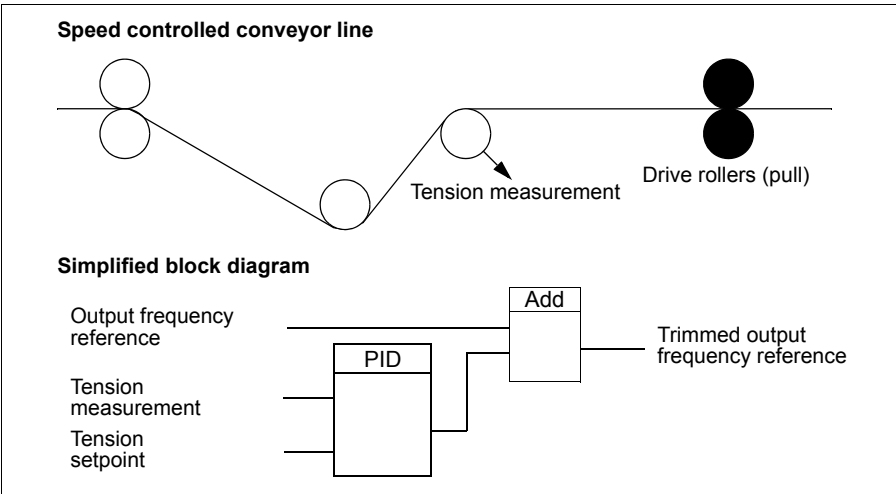 Speed controlled conveyor line
Tension measurement
Drive rollers (pull)
Simplified block diagram
Add
Output frequency
reference
Trimmed output
frequency reference
PID
Tension
measurement
Tension
setpoint